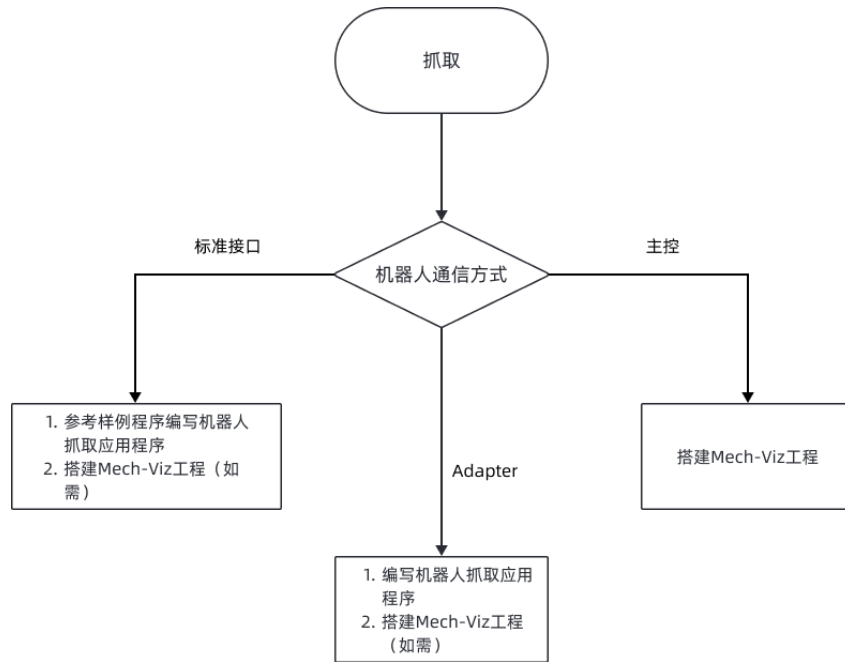 抓取
标准接口
机器人通信方式
主控
1. 参考样例程序编写机器人
抓取应用程序
2. 搭建Mech-Viz工程（如
需）
搭建Mech-Viz工程
Adapter
1. 编写机器人抓取应用
程序
2. 搭建Mech-Viz工程
（如需）